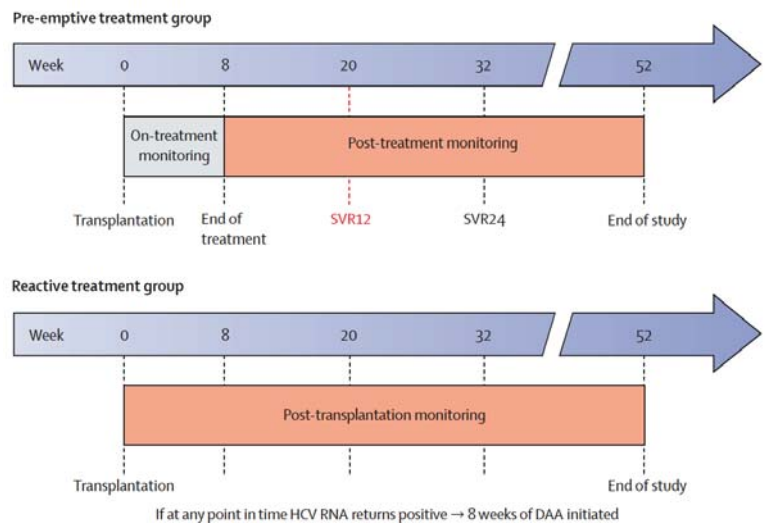 Pre-emptive treatment group
Week 0 8 20 32 52
On-treatment
monitoring
Post-treatment monitoring
Transplantation
End of
treatment
SVR12
SVR24
End of study
Reactive treatment group
Week 0 8 20 32 52
Post-transplantation monitoring
Transplantation
End of study
If at any point in time HCV RNA returns positive → 8 weeks of DAA initiated